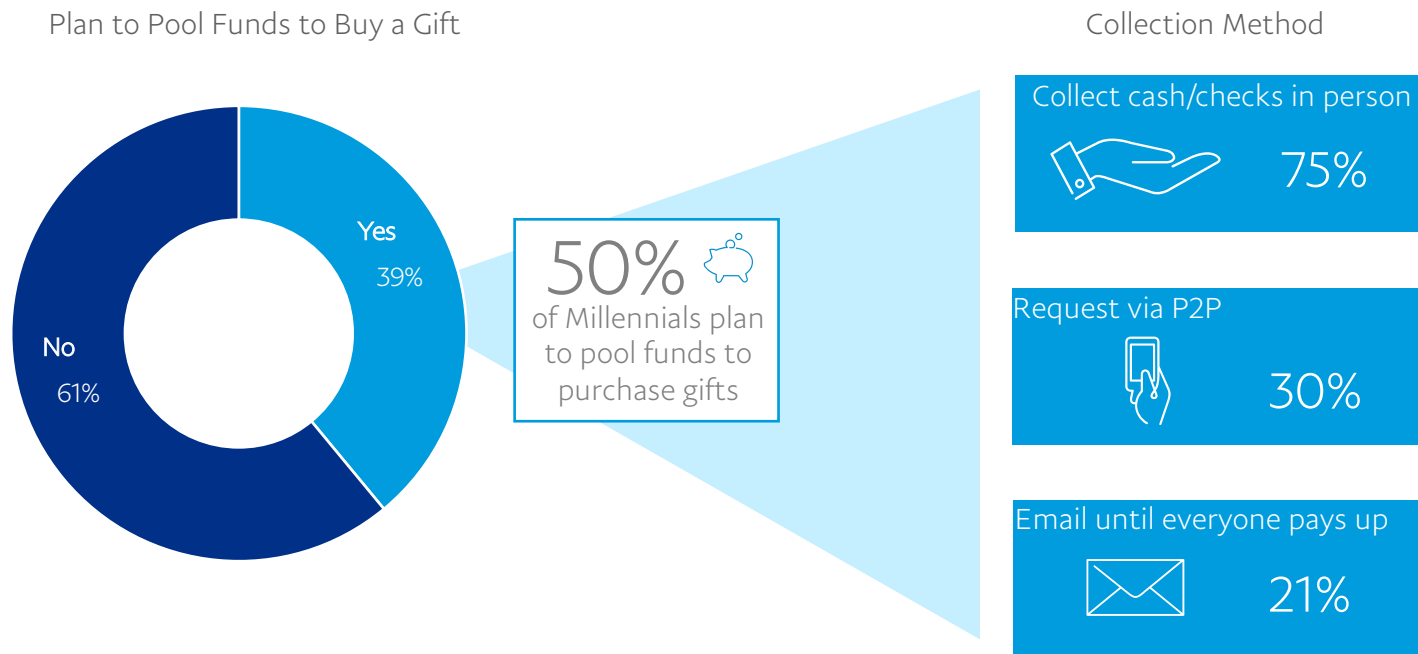 Plan to Pool Funds to Buy a Gift
Yes
39%
No
61%
50%
of Millennials plan
to pool funds to
purchase gifts
Collection Method
Collect cash/checks in person
75%
Request via P2P
30%
Email until everyone pays up
21%